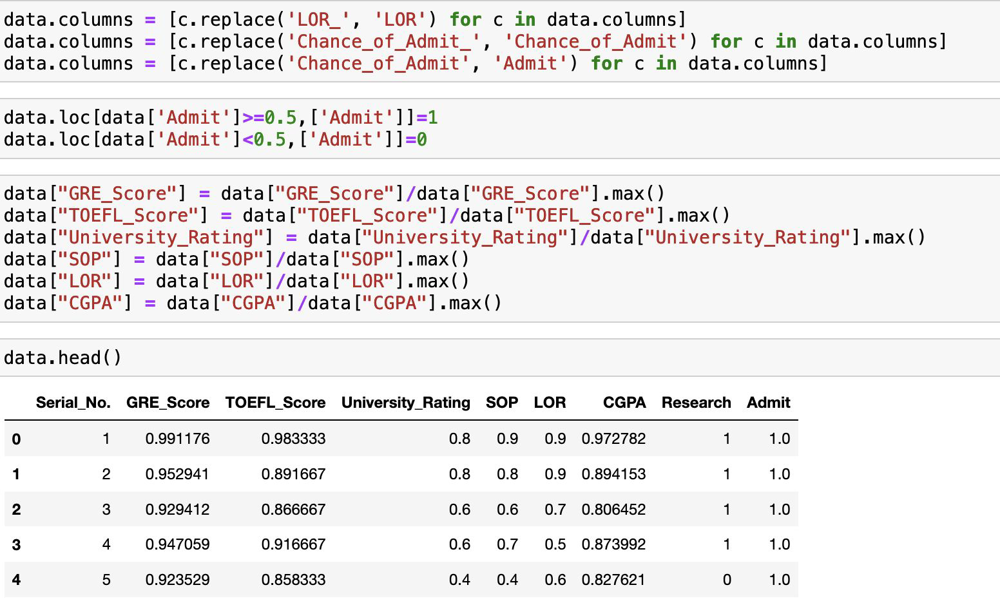 data.columns = [c.replace('LOR_', 'LOR') for c in data.columns]
data.columns = [c.replace('Chance_of_Admit_', 'Chance_of_Admit') for c in data.columns]
data.columns = [c.replace('Chance_of_Admit', 'Admit') for c in data.columns]
data.loc[data['Admit']>=0.5,['Admit']]=1
data.loc[data['Admit']<0.5,['Admit']]=0
data["GRE_Score"] = data["GRE_Score"]/data["GRE_Score"].max()
data["TOEFL_Score"] = data["TOEFL_Score"]/data["TOEFL_Score"].max()
data["University_Rating"] = data["University_Rating"]/data["University_Rating"].max()
data["SOP"] = data["SOP"]/data["SOP"].max()
data["LOR"] = data["LOR"]/data["LOR"].max()
data["CGPA"] = data["CGPA"]/data["CGPA"].max()
data.head()
Serial_No. GRE_Score TOEFL_Score University_Rating SOP LOR CGPA Research Admit
0 1 0.991176 0.983333 0.8 0.9 0.9 0.972782 1 1.0
1 2 0.952941 0.891667 0.8 0.8 0.9 0.894153 1 1.0
2 3 0.929412 0.866667 0.6 0.6 0.7 0.806452 1 1.0
3 4 0.947059 0.916667 0.6 0.7 0.5 0.873992 1 1.0
4 5 0.923529 0.858333 0.4 0.4 0.6 0.827621 0 1.0